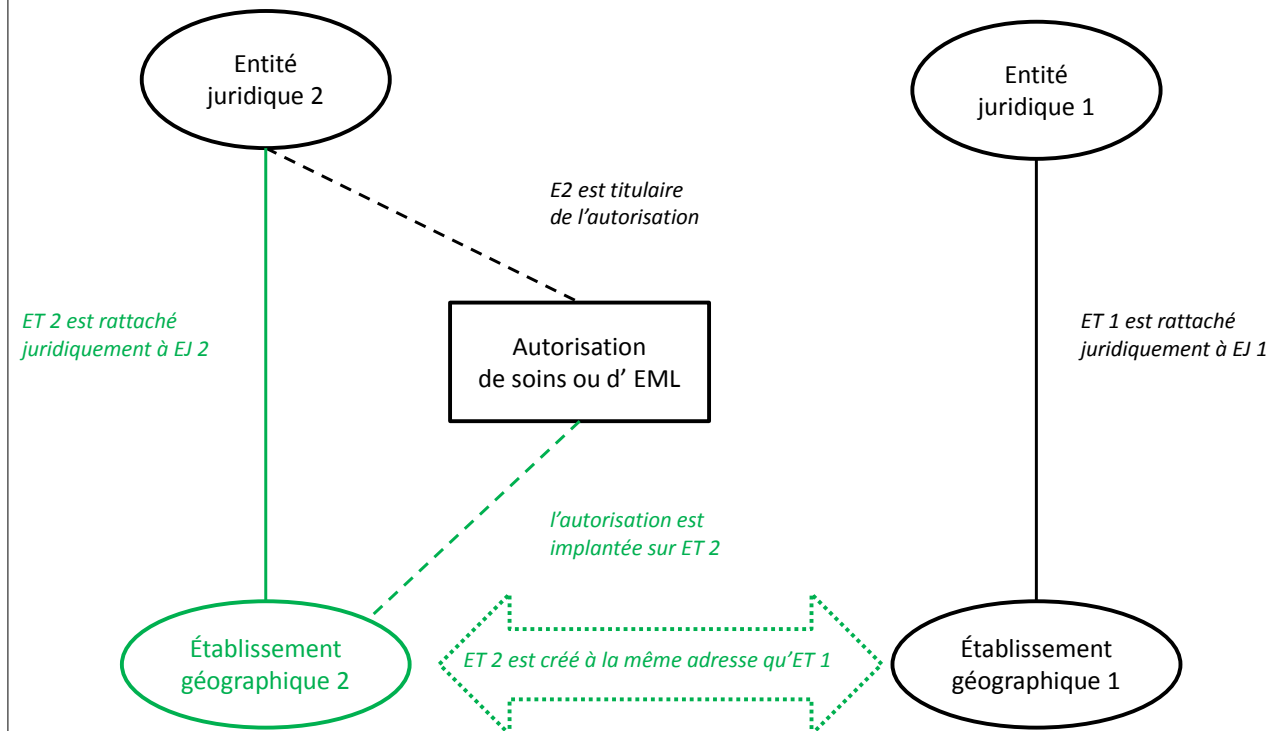 Entité
juridique 2
Entité
juridique 1
E2 est titulaire
de l'autorisation
ET 2 est rattaché
juridiquement à EJ 2
Autorisation
de soins ou d' EML
ET 1 est rattaché
juridiquement à EJ 1
l'autorisation est
implantée sur ET 2
Établissement
géographique 2
ET 2 est créé à la même adresse qu'ET 1
Établissement
géographique 1